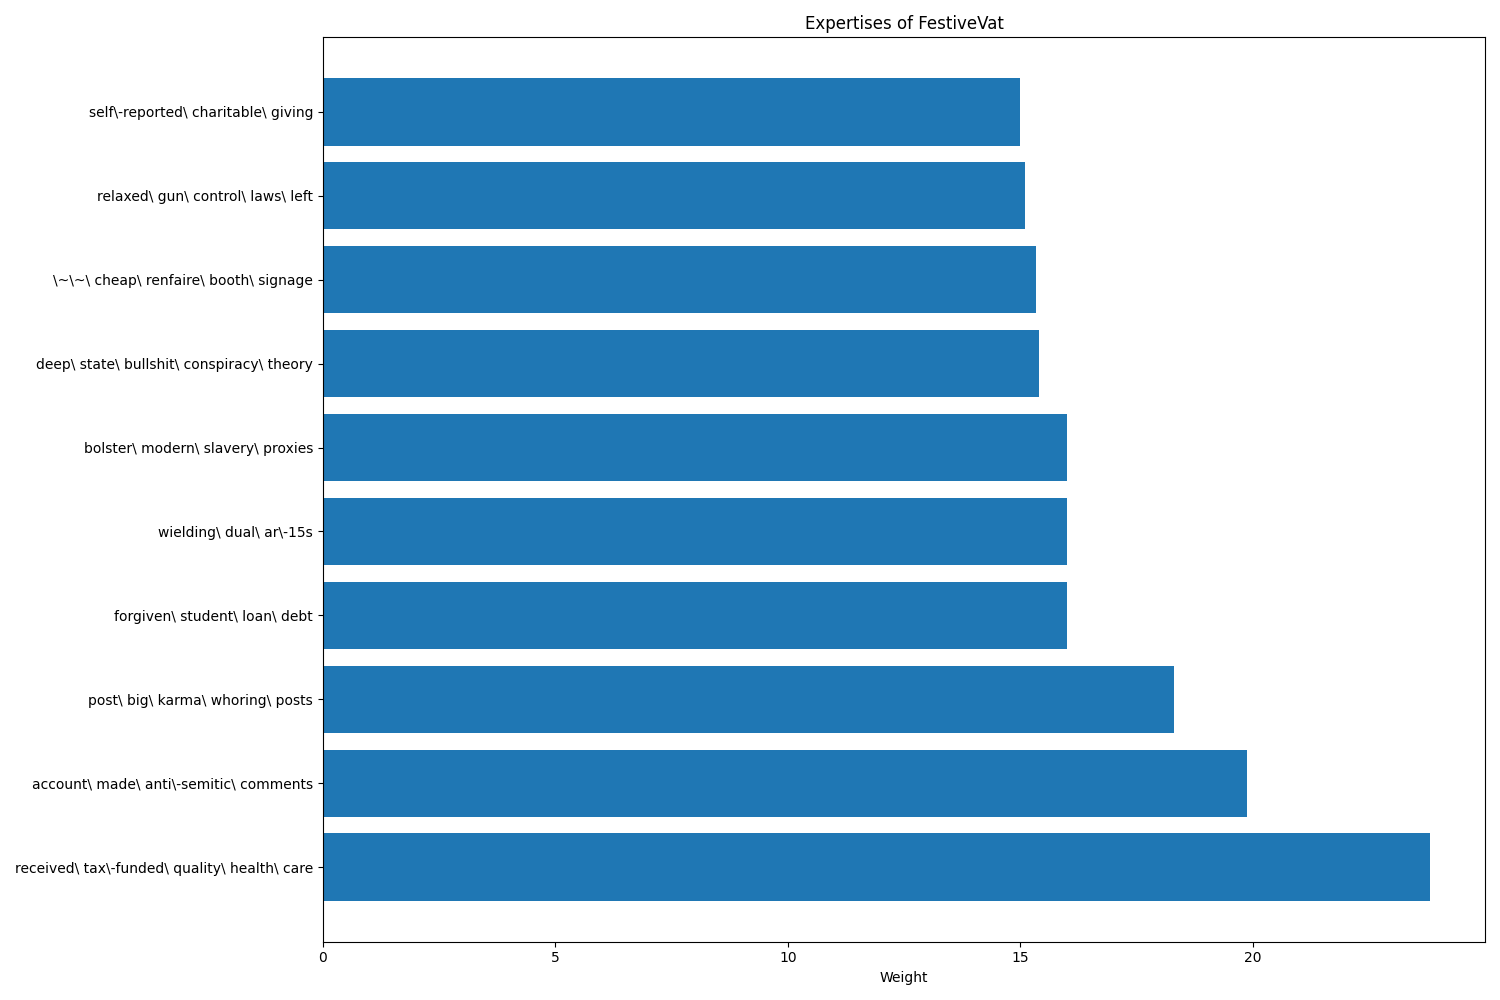 Expertises of FestiveVat
self\-reported\ charitable\ giving
relaxed\ gun\ control\ laws\ left
\~\~\ cheap\ renfaire\ booth\ signage
deep\ state\ bullshit\ conspiracy\ theory
bolster\ modern\ slavery\ proxies
wielding\ dual\ ar\-15s
forgiven\ student\ loan\ debt
post\ big\ karma\ whoring\ posts
account\ made\ anti\-semitic\ comments
received\ tax\-funded\ quality\ health\ care
0 5 10 15 20
Weight